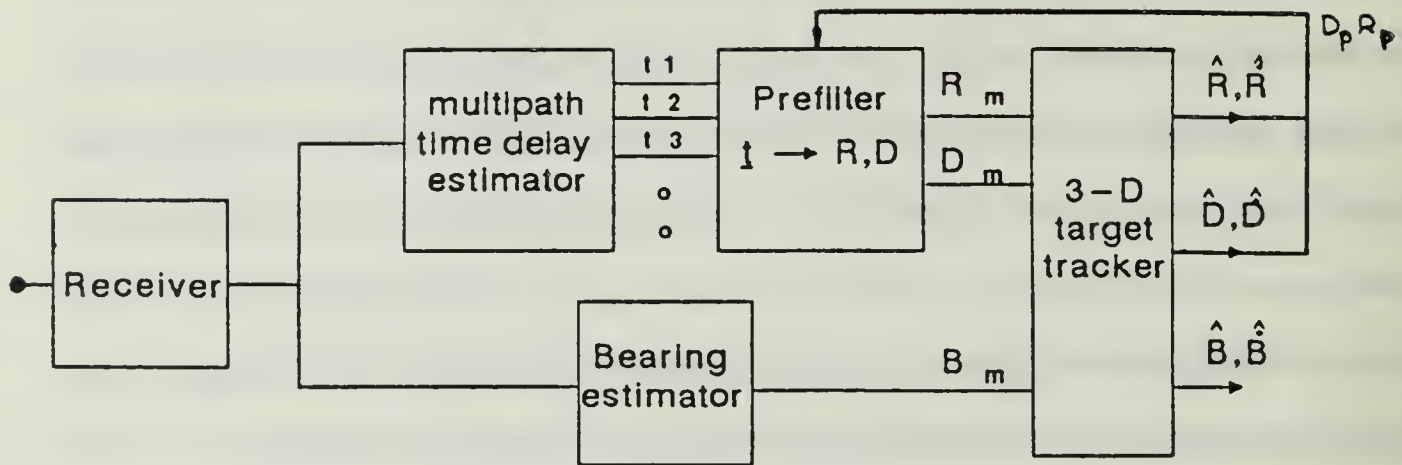 D_p R_p
t 1
t 2
t 3
multipath
time delay
estimator
Prefilter
t → R,D
R m
D m
R̂,Ṙ̂
D̂,Ḋ̂
3-D
target
tracker
Receiver
Bearing
estimator
B m
B̂,Ḃ̂